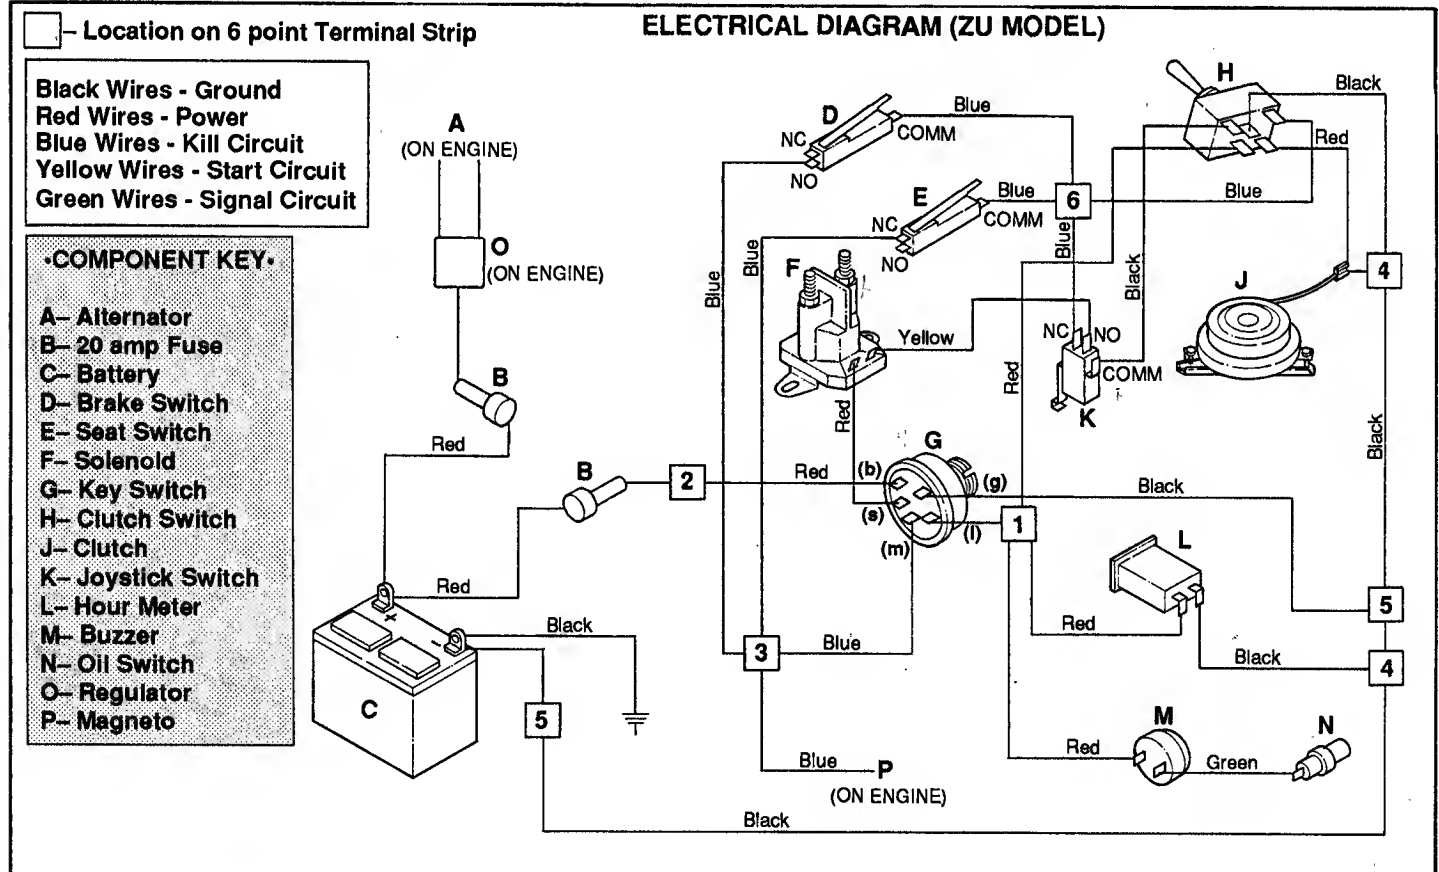 ELECTRICAL DIAGRAM (ZU MODEL)
– Location on 6 point Terminal Strip
Black Wires - Ground
Red Wires - Power
Blue Wires - Kill Circuit
Yellow Wires - Start Circuit
Green Wires - Signal Circuit
·COMPONENT KEY·
A– Alternator
B– 20 amp Fuse
C– Battery
D– Brake Switch
E– Seat Switch
F– Solenoid
G– Key Switch
H– Clutch Switch
J– Clutch
K– Joystick Switch
L– Hour Meter
M– Buzzer
N– Oil Switch
O– Regulator
P– Magneto
A
(ON ENGINE)
O
(ON ENGINE)
B
Red
B
Red
2
Red
+
-
C
Black
5
D
NC
NO
COMM
Blue
E
NC
NO
COMM
Blue
6
Blue
Blue
Blue
Blue
F
Yellow
Red
H
Black
Red
Blue
Black
4
J
NC
NO
COMM
K
Red
Black
G
(b)
(g)
(s)
(m)
(l)
Black
1
L
Red
Black
5
4
3
Blue
M
Red
Green
N
Blue
P
(ON ENGINE)
Black